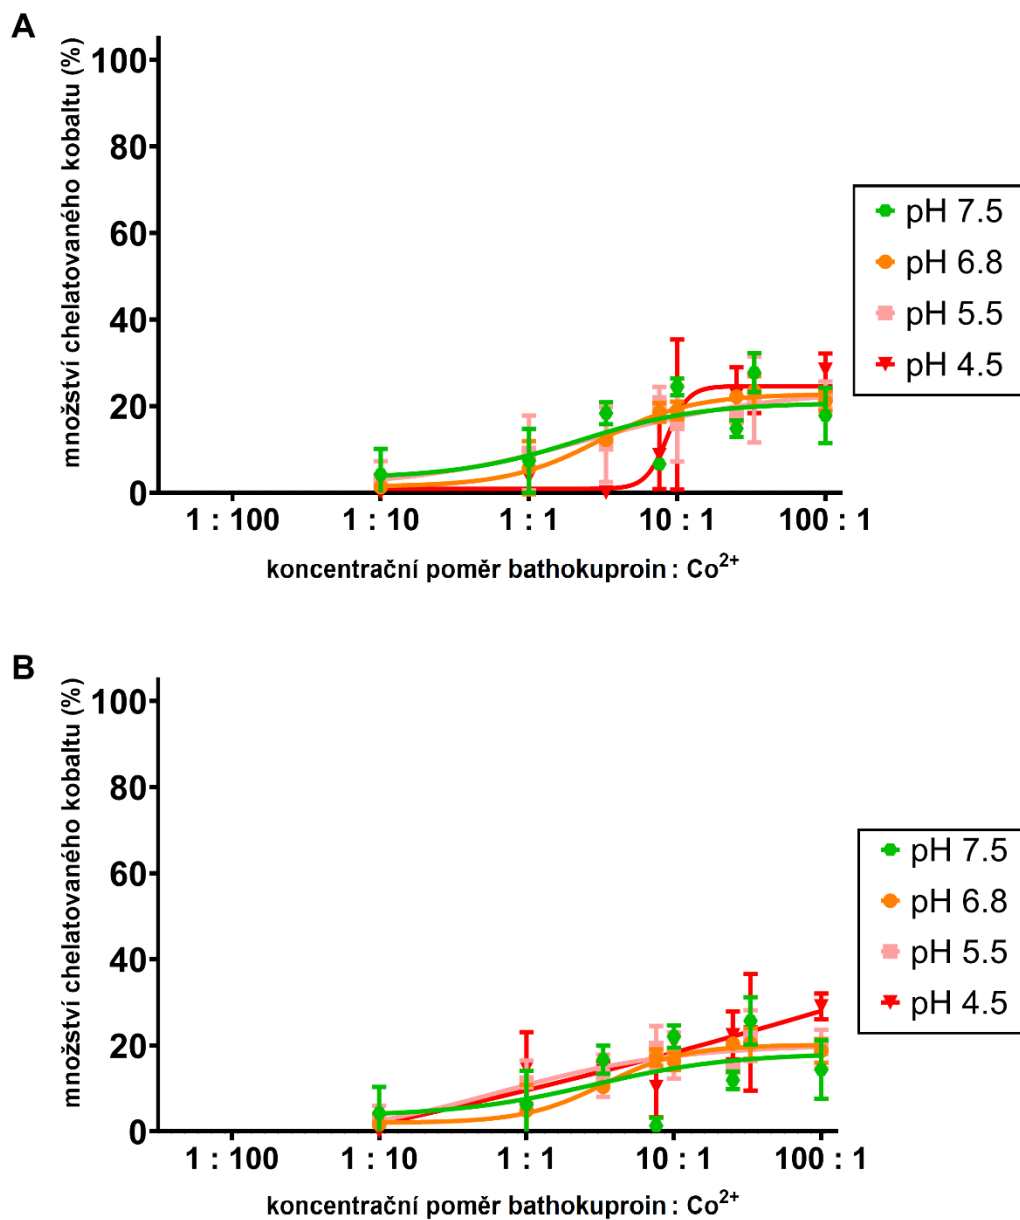 A
množství chelatovaného kobaltu (%)
100
80
60
40
20
0
1 : 100
1 : 10
1 : 1
10 : 1
100 : 1
koncentrační poměr bathokuproin : Co²⁺
pH 7.5
pH 6.8
pH 5.5
pH 4.5
B
množství chelatovaného kobaltu (%)
100
80
60
40
20
0
1 : 100
1 : 10
1 : 1
10 : 1
100 : 1
koncentrační poměr bathokuproin : Co²⁺
pH 7.5
pH 6.8
pH 5.5
pH 4.5